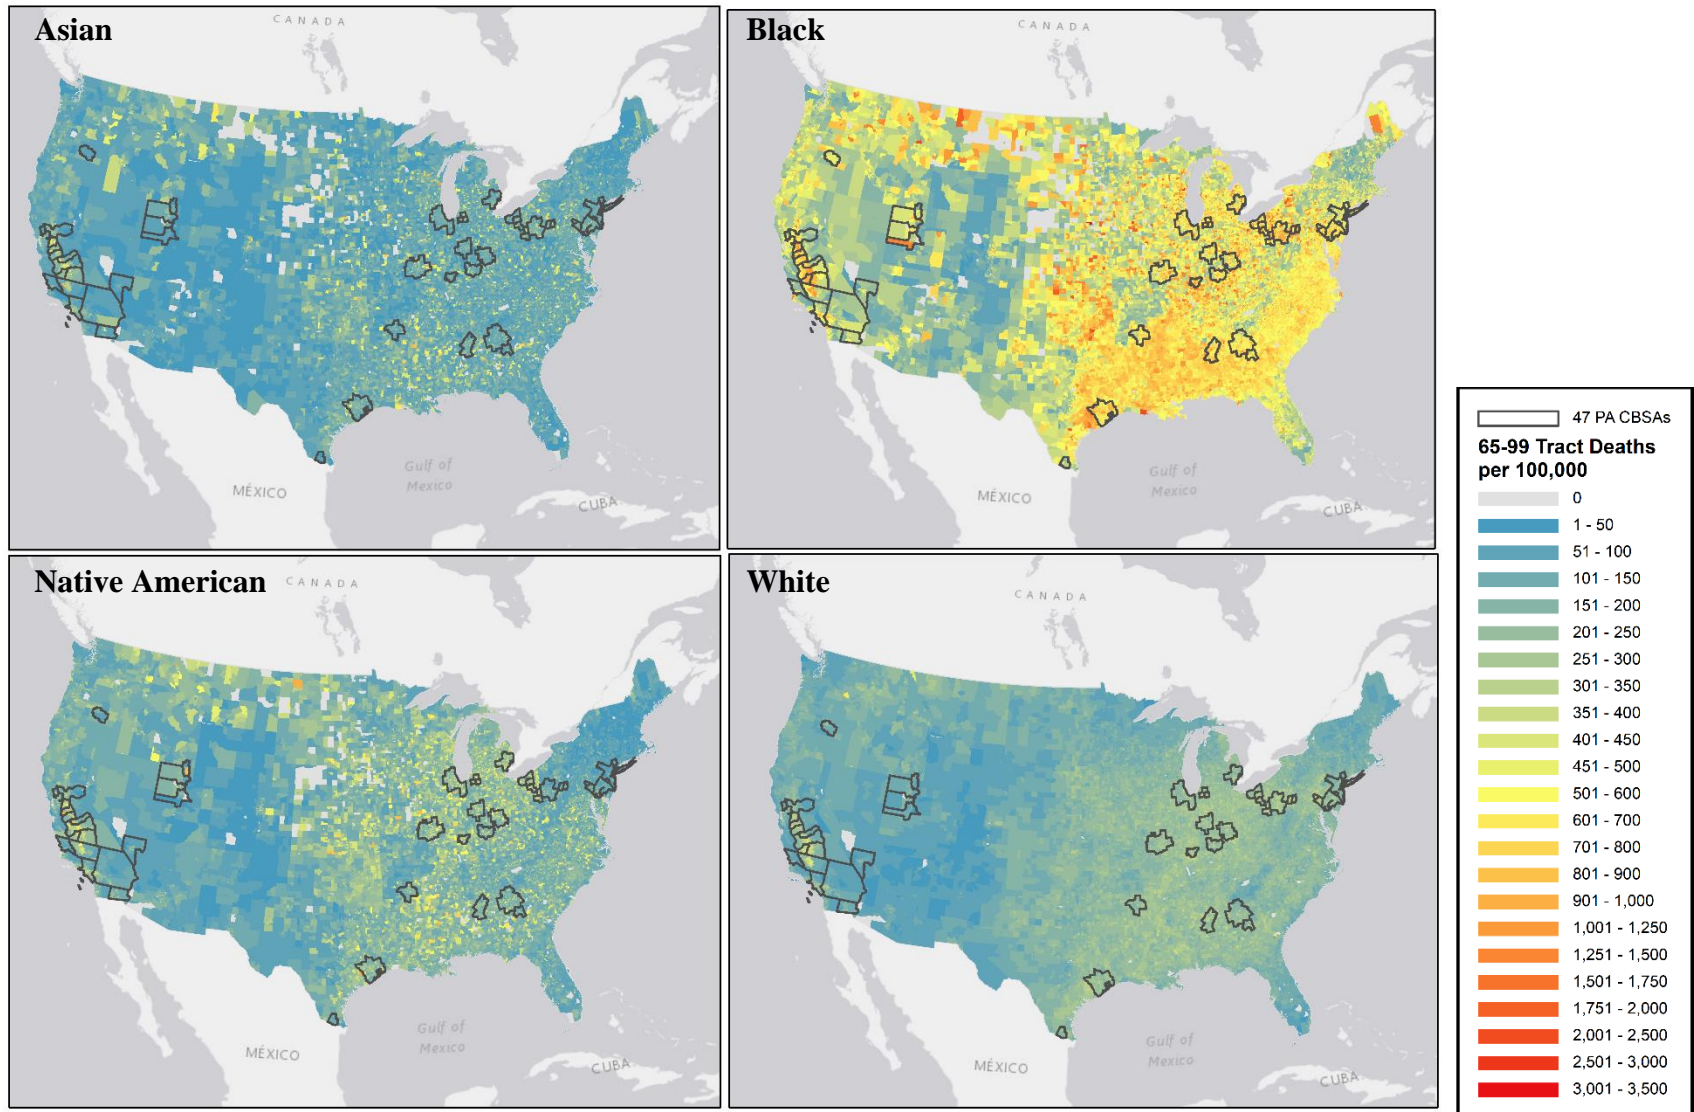 Asian
CANADA
Gulf of
Mexico
MÉXICO
CUBA
Black
CANADA
Gulf of
Mexico
MÉXICO
CUBA
Native American
CANADA
Gulf of
Mexico
MÉXICO
CUBA
White
CANADA
Gulf of
Mexico
MÉXICO
CUBA
47 PA CBSAs
65-99 Tract Deaths
per 100,000
0
1 - 50
51 - 100
101 - 150
151 - 200
201 - 250
251 - 300
301 - 350
351 - 400
401 - 450
451 - 500
501 - 600
601 - 700
701 - 800
801 - 900
901 - 1,000
1,001 - 1,250
1,251 - 1,500
1,501 - 1,750
1,751 - 2,000
2,001 - 2,500
2,501 - 3,000
3,001 - 3,500